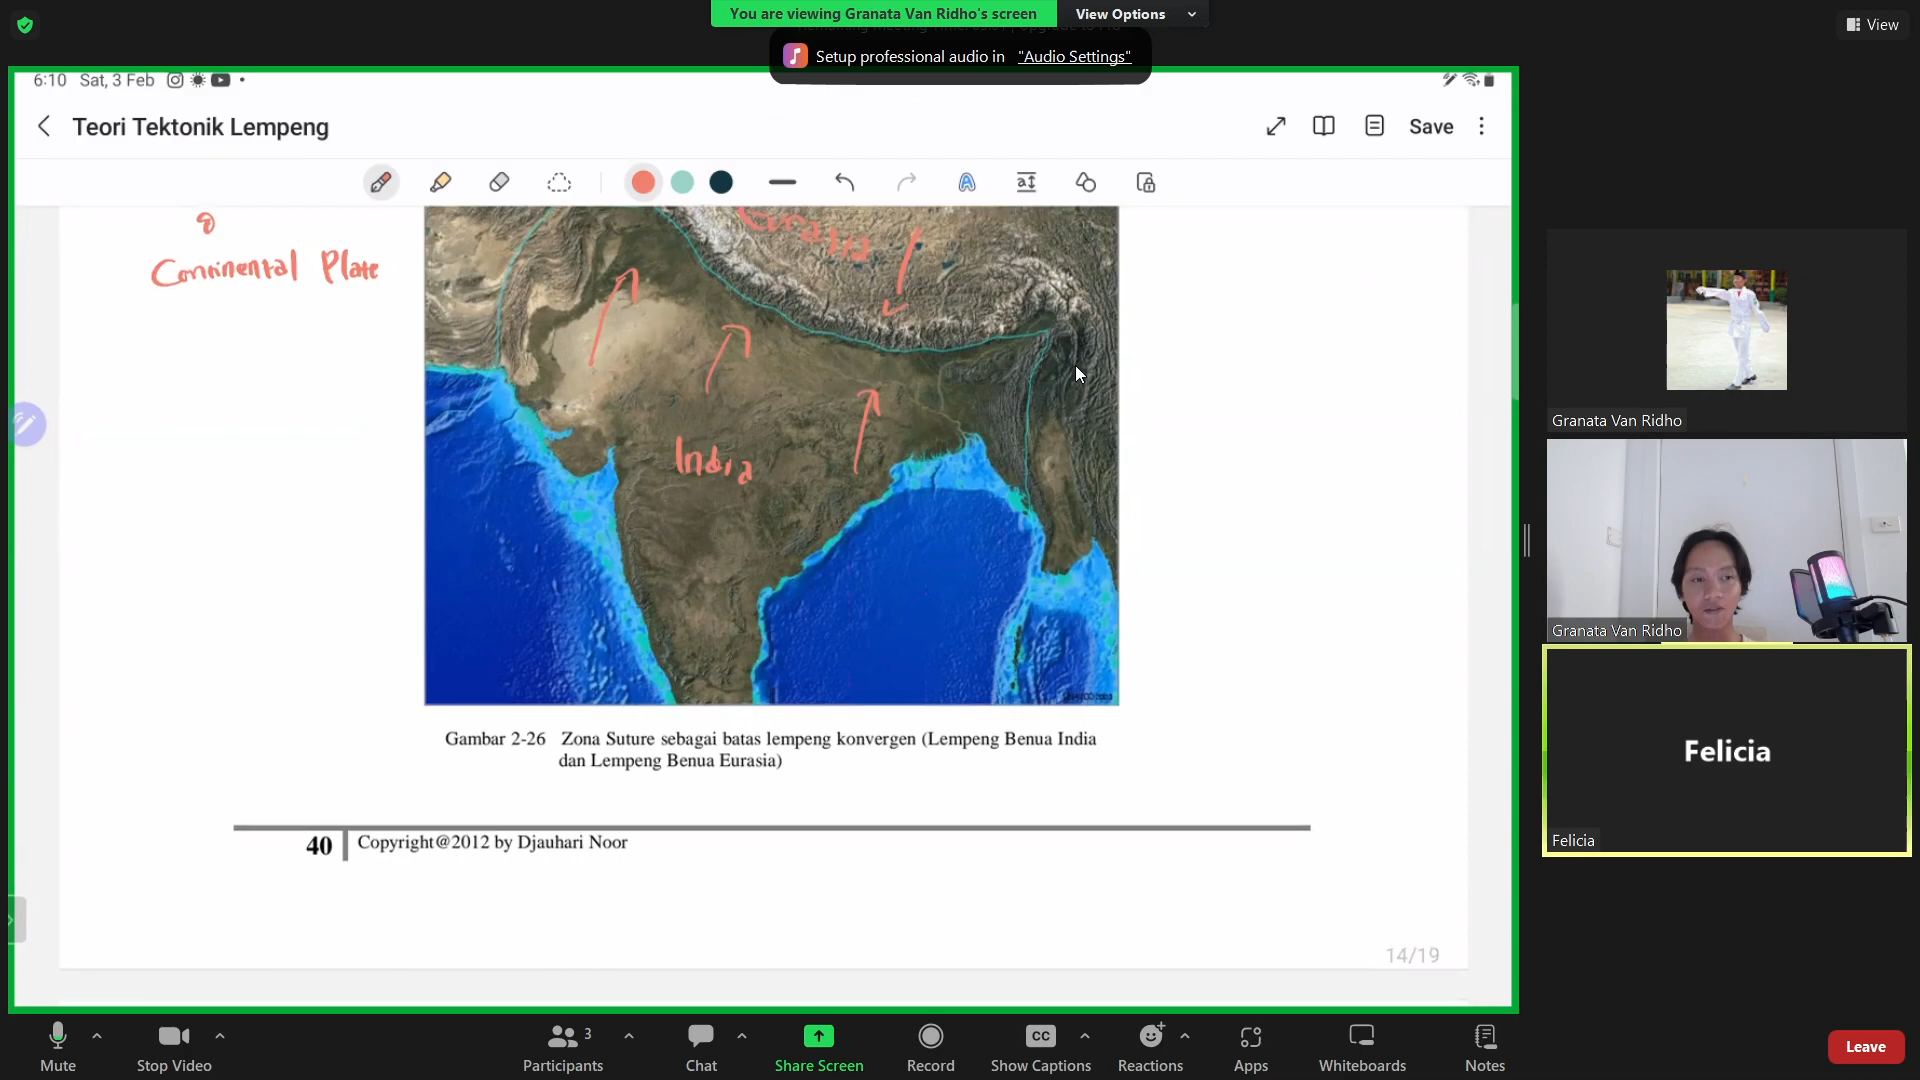 You are viewing Granata Van Ridho's screen
View Options
View
Setup professional audio in "Audio Settings"
6:10 Sat, 3 Feb
Teori Tektonik Lempeng
Save
Continental Plate
Eurasia
India
Gambar 2-26 Zona Suture sebagai batas lempeng konvergen (Lempeng Benua India
dan Lempeng Benua Eurasia)
40
Copyright@2012 by Djauhari Noor
14/19
Granata Van Ridho
Granata Van Ridho
Felicia
Felicia
Mute
Stop Video
Participants
3
Chat
Share Screen
Record
CC
Show Captions
Reactions
Apps
Whiteboards
Notes
Leave